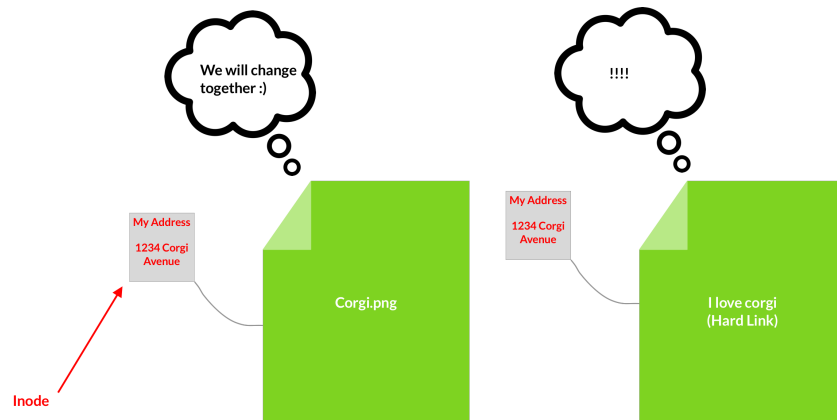 We will change
together :)
!!!!
My Address
1234 Corgi
Avenue
My Address
1234 Corgi
Avenue
Corgi.png
I love corgi
(Hard Link)
Inode